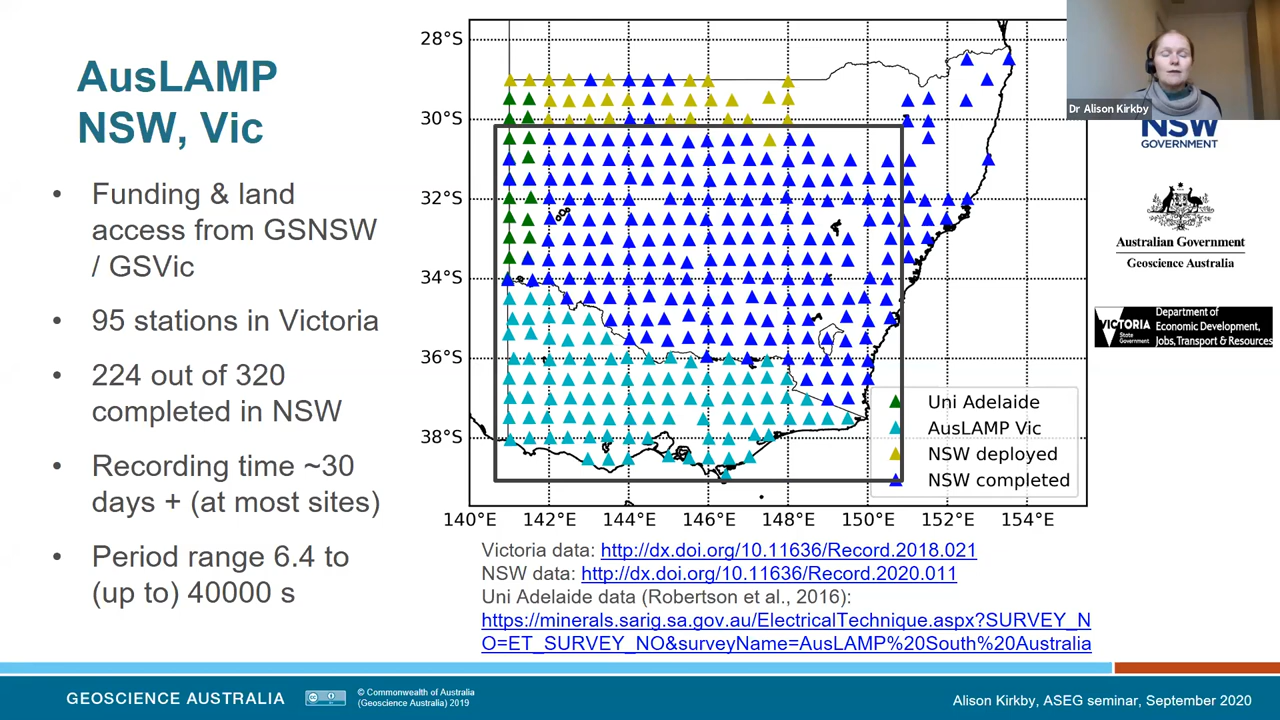 AusLAMP
NSW, Vic
• Funding & land
access from GSNSW
/ GSVic
• 95 stations in Victoria
• 224 out of 320
completed in NSW
• Recording time ~30
days + (at most sites)
• Period range 6.4 to
(up to) 40000 s
28°S
30°S
32°S
34°S
36°S
38°S
140°E 142°E 144°E 146°E 148°E 150°E 152°E 154°E
Uni Adelaide
AusLAMP Vic
NSW deployed
NSW completed
Victoria data: http://dx.doi.org/10.11636/Record.2018.021
NSW data: http://dx.doi.org/10.11636/Record.2020.011
Uni Adelaide data (Robertson et al., 2016):
https://minerals.sarig.sa.gov.au/ElectricalTechnique.aspx?SURVEY_N
O=ET_SURVEY_NO&surveyName=AusLAMP%20South%20Australia
Dr Alison Kirkby
NSW
GOVERNMENT
Australian Government
Geoscience Australia
VICTORIA
State
Government
Department of
Economic Development,
Jobs, Transport & Resources
GEOSCIENCE AUSTRALIA
© Commonwealth of Australia
(Geoscience Australia) 2019
Alison Kirkby, ASEG seminar, September 2020